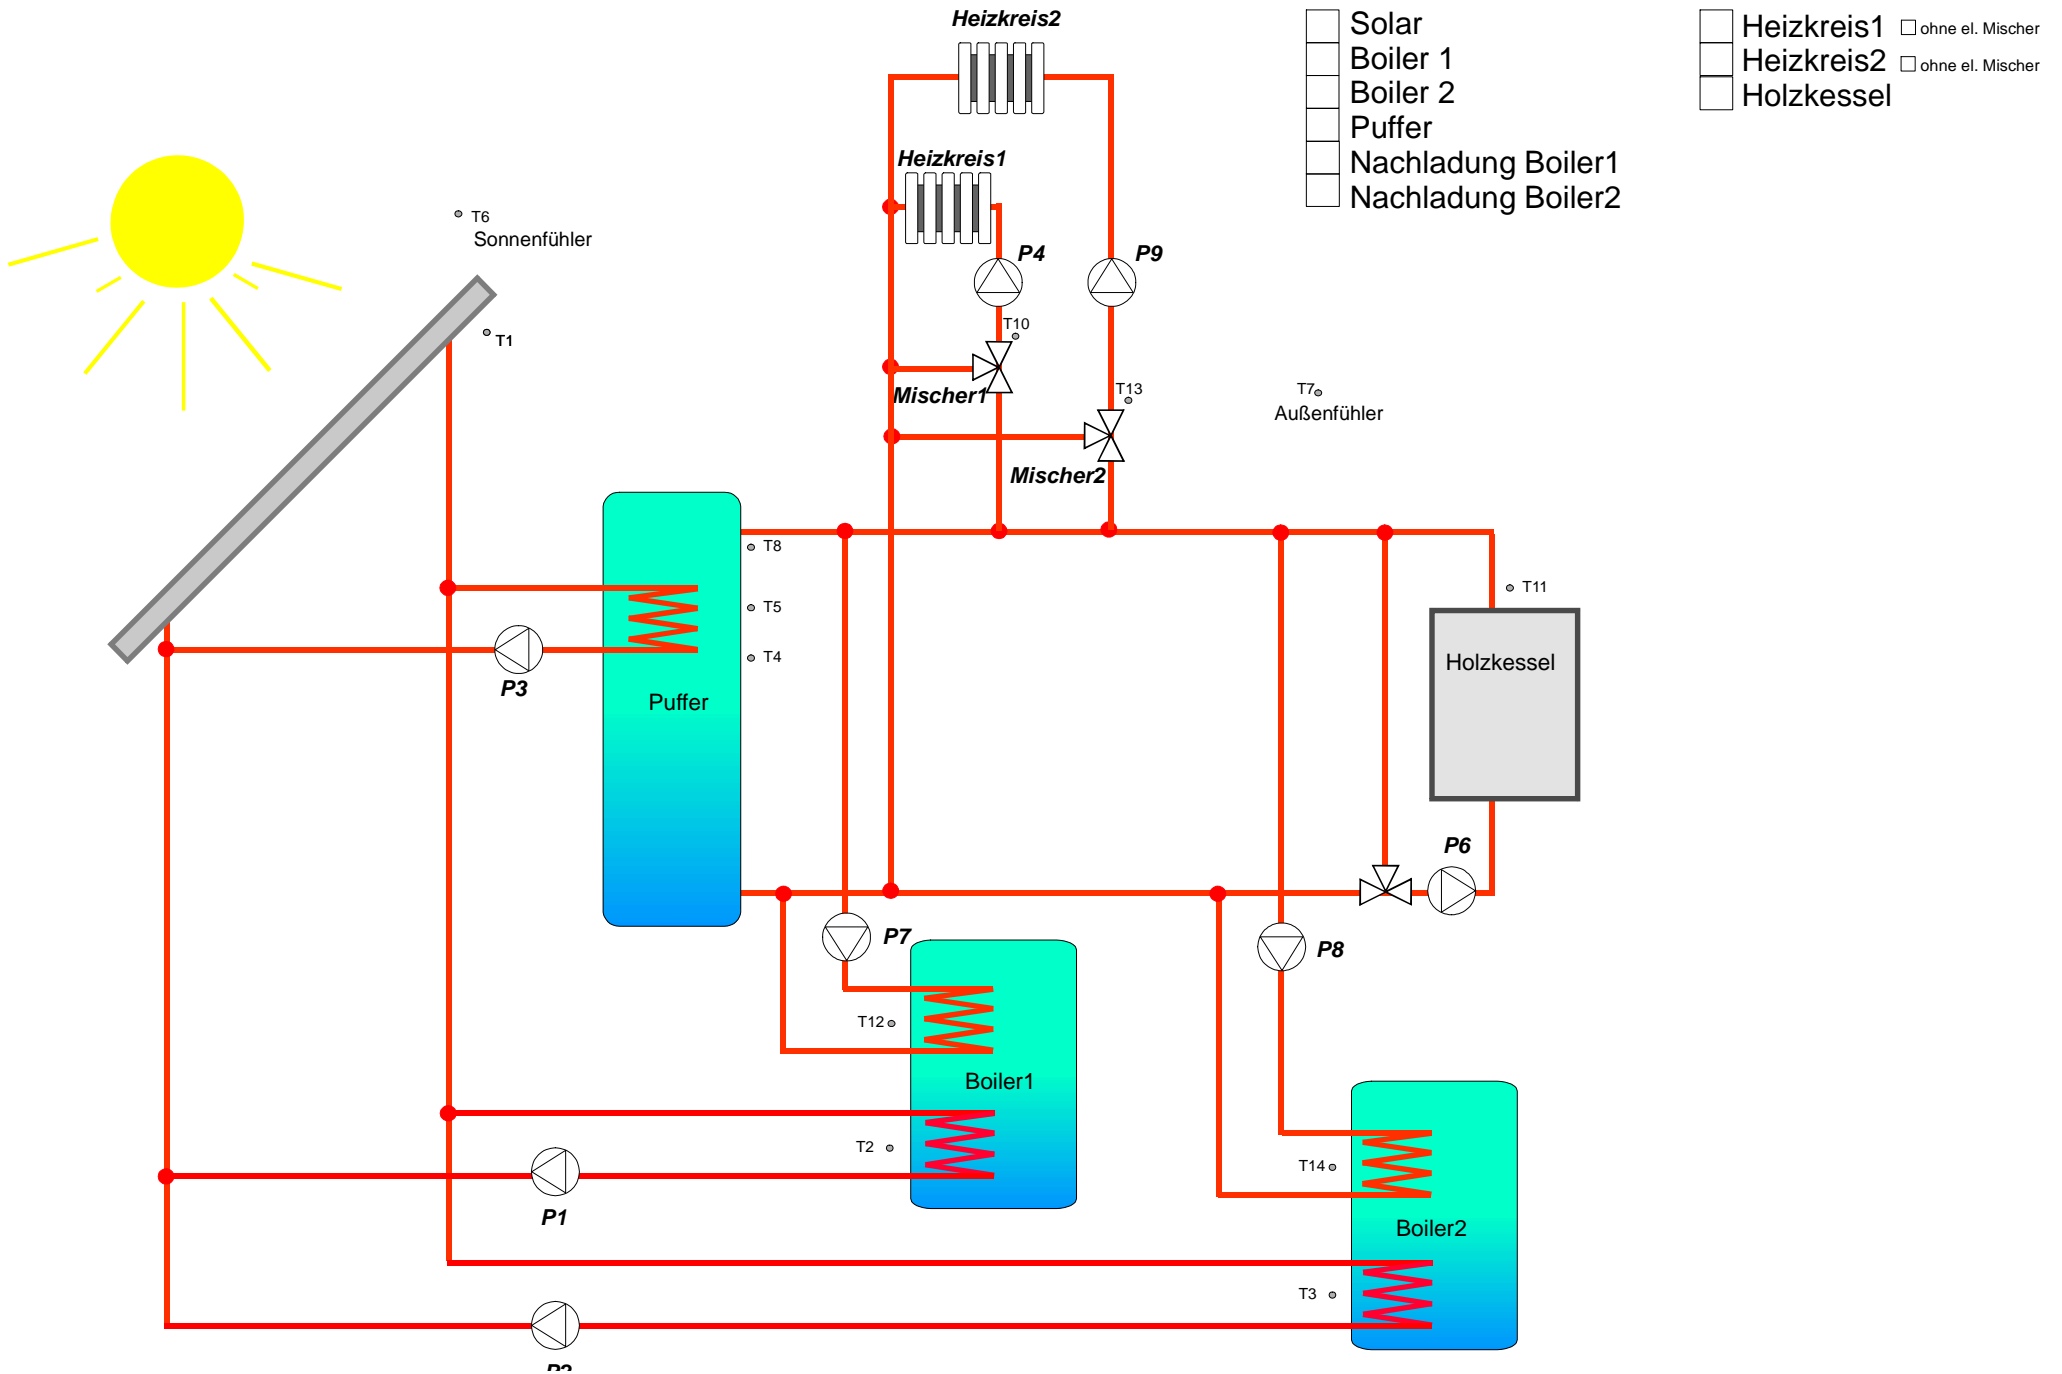 Heizkreis2
Solar
Heizkreis1
ohne el. Mischer
Boiler 1
Heizkreis2
ohne el. Mischer
Boiler 2
Holzkessel
Puffer
Nachladung Boiler1
Nachladung Boiler2
Heizkreis1
T6
Sonnenfühler
P4
P9
T10
T1
Mischer1
T13
T7
Außenfühler
Mischer2
T8
T5
T11
T4
Holzkessel
P3
Puffer
P6
P7
P8
T12
Boiler1
T2
T14
P1
Boiler2
T3
P2